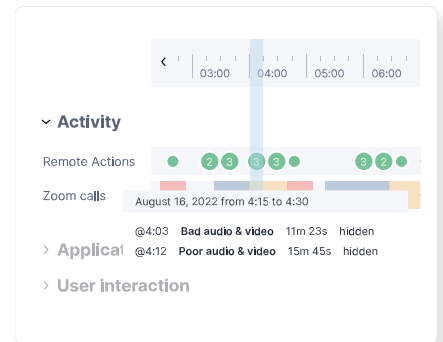 03:00 04:00 05:00 06:00
Activity
Remote Actions 2 3 3 3 3 2
Zoom calls
August 16, 2022 from 4:15 to 4:30
@4:03 Bad audio & video 11m 23s hidden
@4:12 Poor audio & video 15m 45s hidden
User interaction